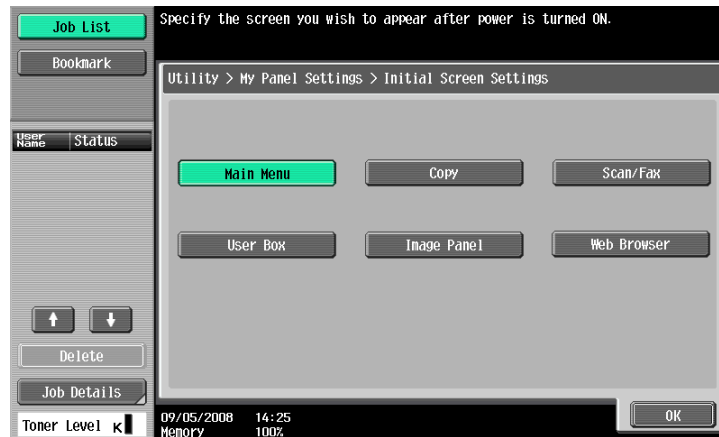 Job List
Bookmark
User Name
Status
Delete
Job Details
Toner Level K
Specify the screen you wish to appear after power is turned ON.
Utility > My Panel Settings > Initial Screen Settings
Main Menu
Copy
Scan/Fax
User Box
Image Panel
Web Browser
09/05/2008 14:25
Memory 100%
OK